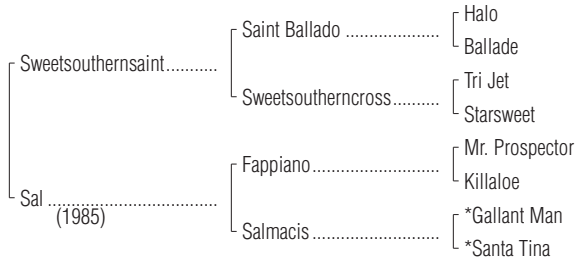 Halo
Saint Ballado ....................
Ballade
Sweetsouthernsaint...........
Tri Jet
Sweetsoutherncross..........
Starsweet
Mr. Prospector
Fappiano...........................
Killaloe
Sal .....................................
(1985)
*Gallant Man
Salmacis ...........................
*Santa Tina